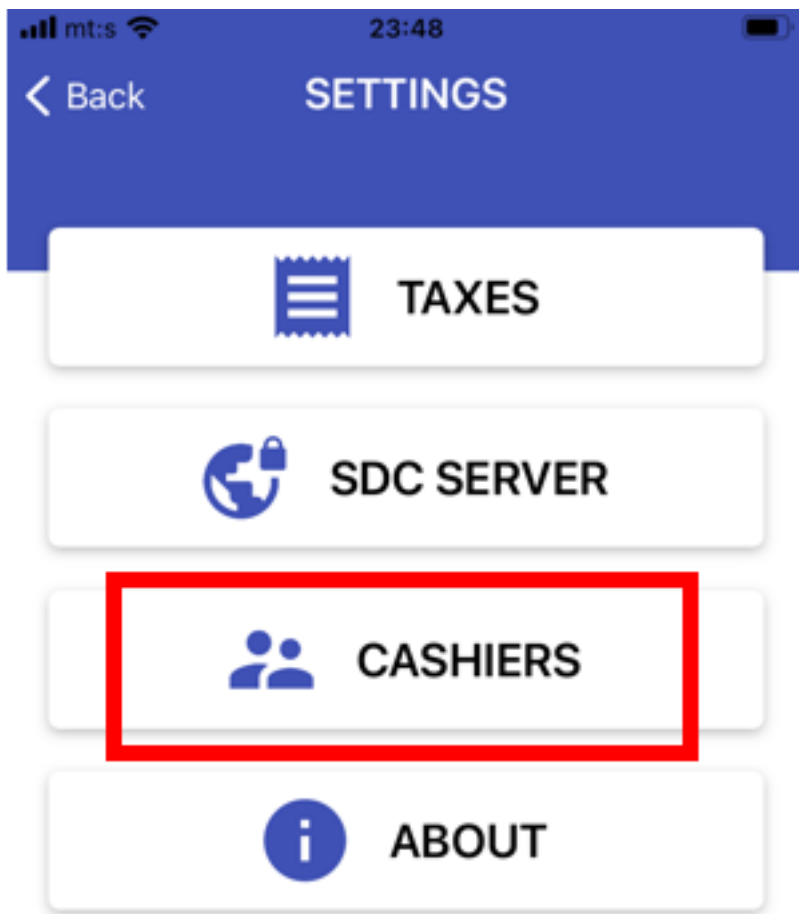 mt:s 23:48
Back SETTINGS
TAXES
SDC SERVER
CASHIERS
ABOUT